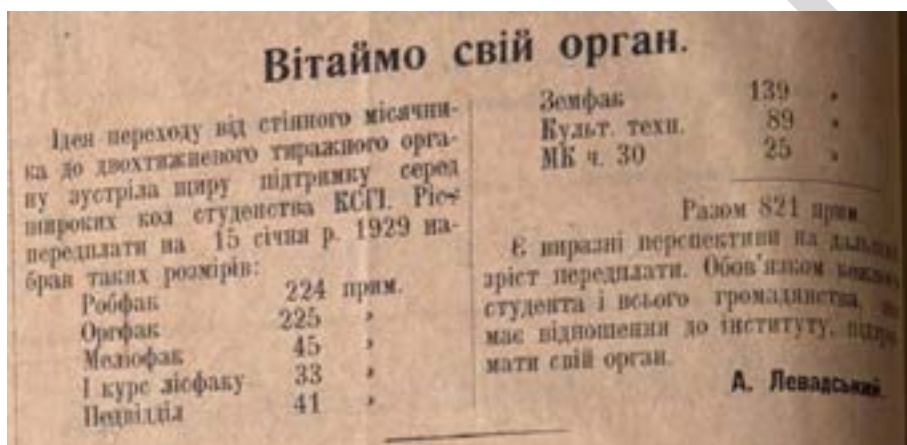 Вітаймо свій орган.
Ідея переходу від стінного місячни-
ка до двохтижневого тиражного орга-
ну зустріла щиру підтримку серед
широких кол студенства КСГІ. Ріст
передплати на 15 січня р. 1929 на-
брав таких розмірів:
Робфак 224 прим.
Оргфак 225 "
Меліофак 45 "
І курс лісфаку 33 "
Педвідділ 41 "
Земфак 139 "
Культ. техн. 89 "
МК ч. 30 25 "
Разом 821 прим
Є виразні перспективи на дальший
зріст передплати. Обов'язком кожного
студента і всього громадянства, що
має відношення до інституту, підтри-
мати свій орган.
А. Левадський.